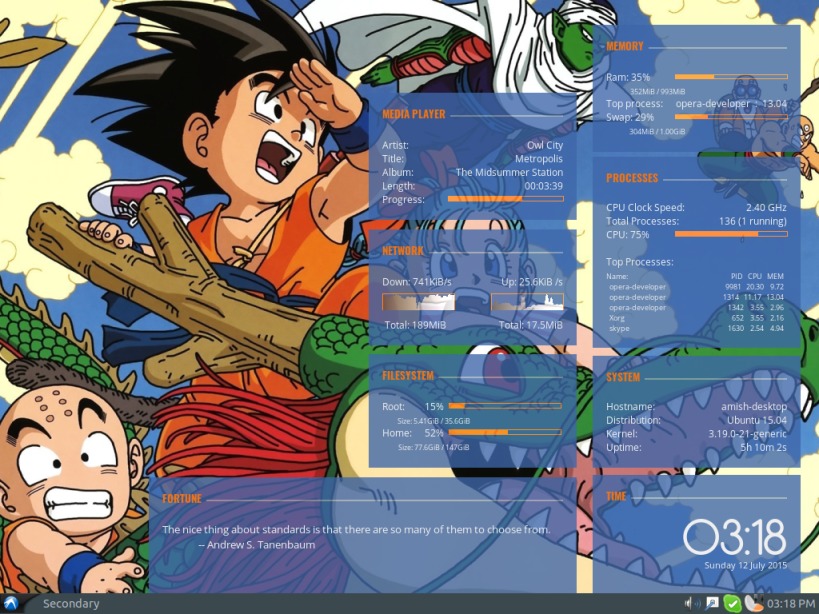 MEMORY
Ram: 35%
352MiB / 993MiB
Top process: opera-developer : 13.04
Swap: 29%
304MiB / 1.00GiB
MEDIA PLAYER
Artist: Owl City
Title: Metropolis
Album: The Midsummer Station
Length: 00:03:39
Progress:
PROCESSES
CPU Clock Speed: 2.40 GHz
Total Processes: 136 (1 running)
CPU: 75%
Top Processes:
Name: PID CPU MEM
opera-developer 9981 20.30 9.72
opera-developer 1314 11.17 13.04
opera-developer 1342 3.55 2.96
Xorg 652 3.55 2.16
skype 1630 2.54 4.94
NETWORK
Down: 741KiB/s Up: 25.6KiB /s
Total: 189MiB Total: 17.5MiB
FILESYSTEM
Root: 15%
Size: 5.41GiB / 35.6GiB
Home: 52%
Size: 77.6GiB / 147GiB
SYSTEM
Hostname: amish-desktop
Distribution: Ubuntu 15.04
Kernel: 3.19.0-21-generic
Uptime: 5h 10m 2s
FORTUNE
The nice thing about standards is that there are so many of them to choose from.
-- Andrew S. Tanenbaum
TIME
03:18
Sunday 12 July 2015
Secondary
03:18 PM